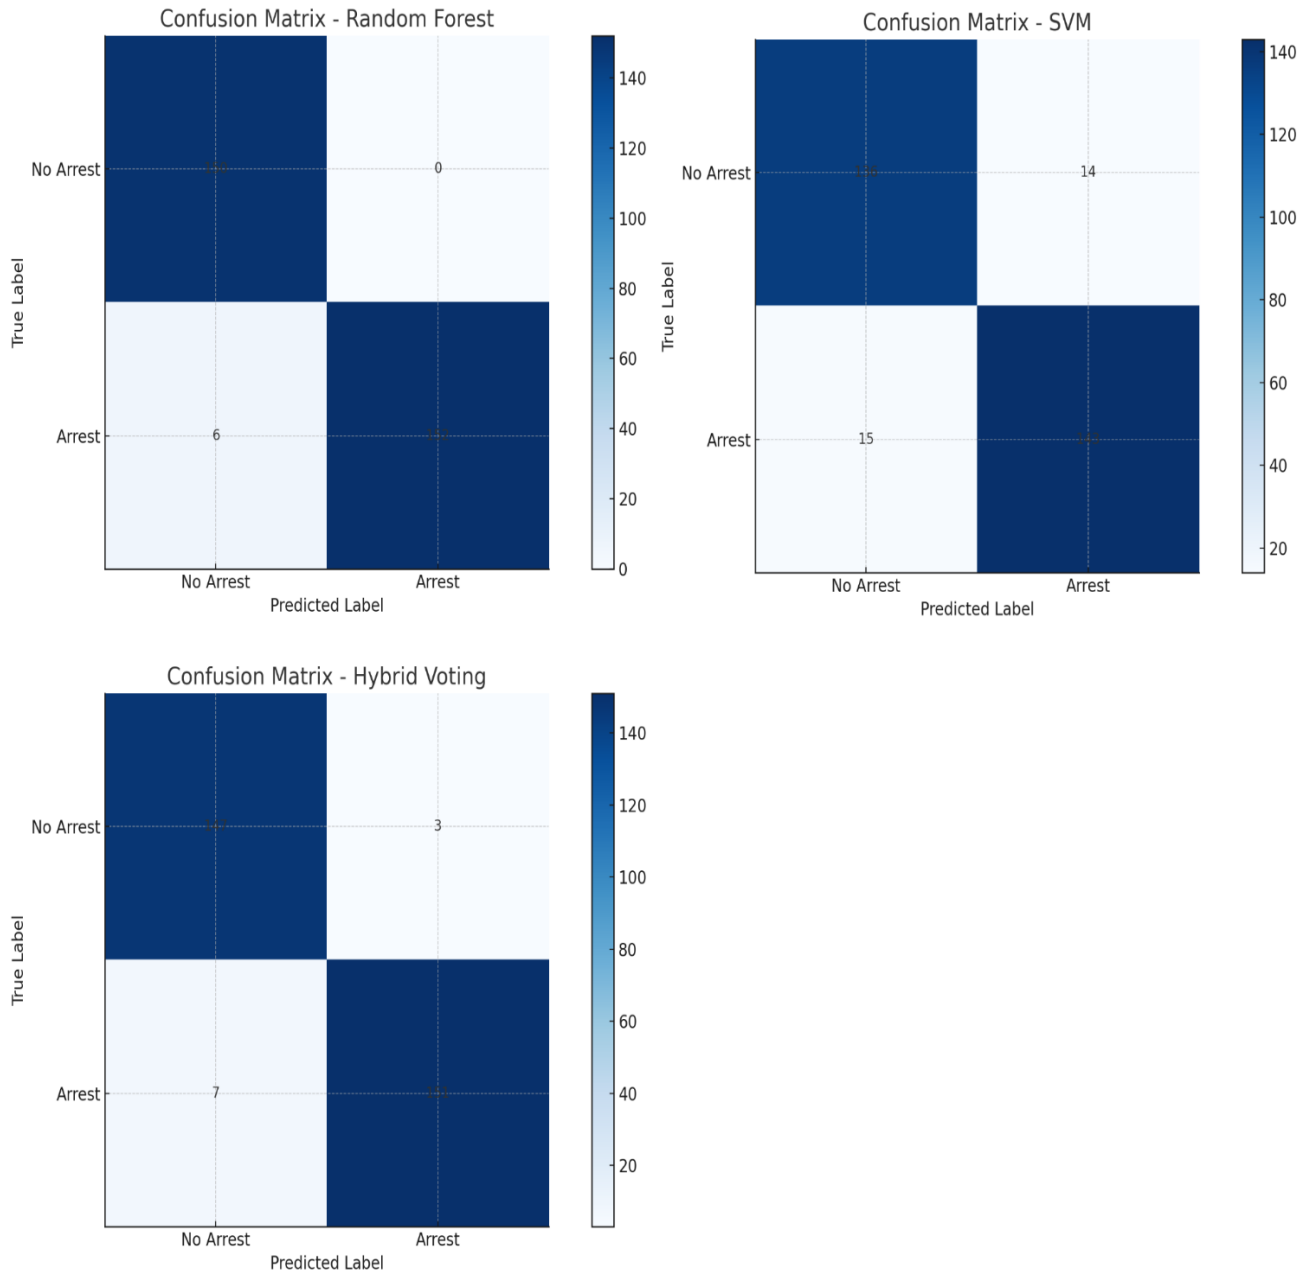 Confusion Matrix - Random Forest
No Arrest
Arrest
True Label
0
6
No Arrest
Arrest
Predicted Label
140
120
100
80
60
40
20
0
Confusion Matrix - SVM
No Arrest
Arrest
True Label
14
15
No Arrest
Arrest
Predicted Label
140
120
100
80
60
40
20
Confusion Matrix - Hybrid Voting
No Arrest
Arrest
True Label
3
7
No Arrest
Arrest
Predicted Label
140
120
100
80
60
40
20